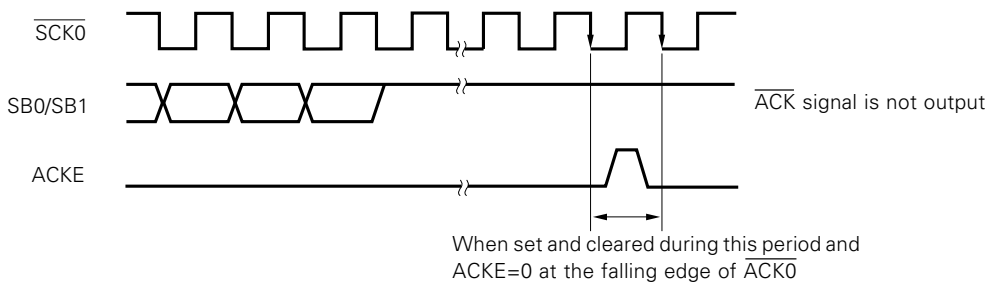 SCK0
SB0/SB1
ACK signal is not output
ACKE
When set and cleared during this period and
ACKE=0 at the falling edge of ACK0